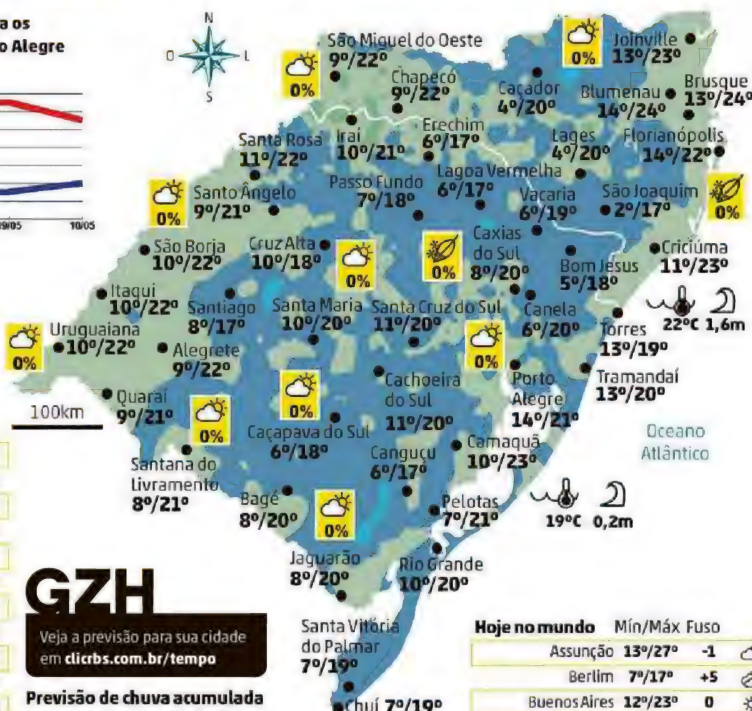 a os
o Alegre
19/05
10/05
N
O
L
S
São Miguel do Oeste
9º/22º
0%
0%
Joinville
13º/23º
Chapecó
9º/22º
Caçador
4º/20º
Blumenau
14º/24º
Brusque
13º/24º
Santa Rosa
11º/22º
Iraí
10º/21º
Erechim
6º/17º
Lages
4º/20º
Florianópolis
14º/22º
Lagoa Vermelha
6º/17º
Passo Fundo
7º/18º
Vacaria
6º/19º
São Joaquim
2º/17º
0%
0%
Santo Ângelo
9º/21º
São Borja
10º/22º
Cruz Alta
10º/18º
0%
0%
Caxias
do Sul
8º/20º
Bom Jesus
5º/18º
Criciúma
11º/23º
Itaqui
10º/22º
Santiago
8º/17º
Santa Maria
10º/20º
Santa Cruz do Sul
11º/20º
Canela
6º/20º
22ºC 1,6m
Torres
13º/19º
0%
Uruguaiana
10º/22º
Alegrete
9º/22º
0%
Cachoeira
do Sul
11º/20º
Porto
Alegre
14º/21º
Tramandaí
13º/20º
Quaraí
9º/21º
100km
0%
0%
Caçapava do Sul
6º/18º
Camaquã
10º/23º
Oceano
Atlântico
Santana do
Livramento
8º/21º
Bagé
8º/20º
Canguçu
6º/17º
Pelotas
7º/21º
19ºC 0,2m
0%
Jaguarão
8º/20º
Rio Grande
10º/20º
GZH
Veja a previsão para sua cidade
em clicrbs.com.br/tempo
Santa Vitória
do Palmar
7º/19º
Chuí 7º/19º
Previsão de chuva acumulada
Hoje no mundo Mín/Máx Fuso
Assunção 13º/27º -1
Berlim 7º/17º +5
Buenos Aires 12º/23º 0